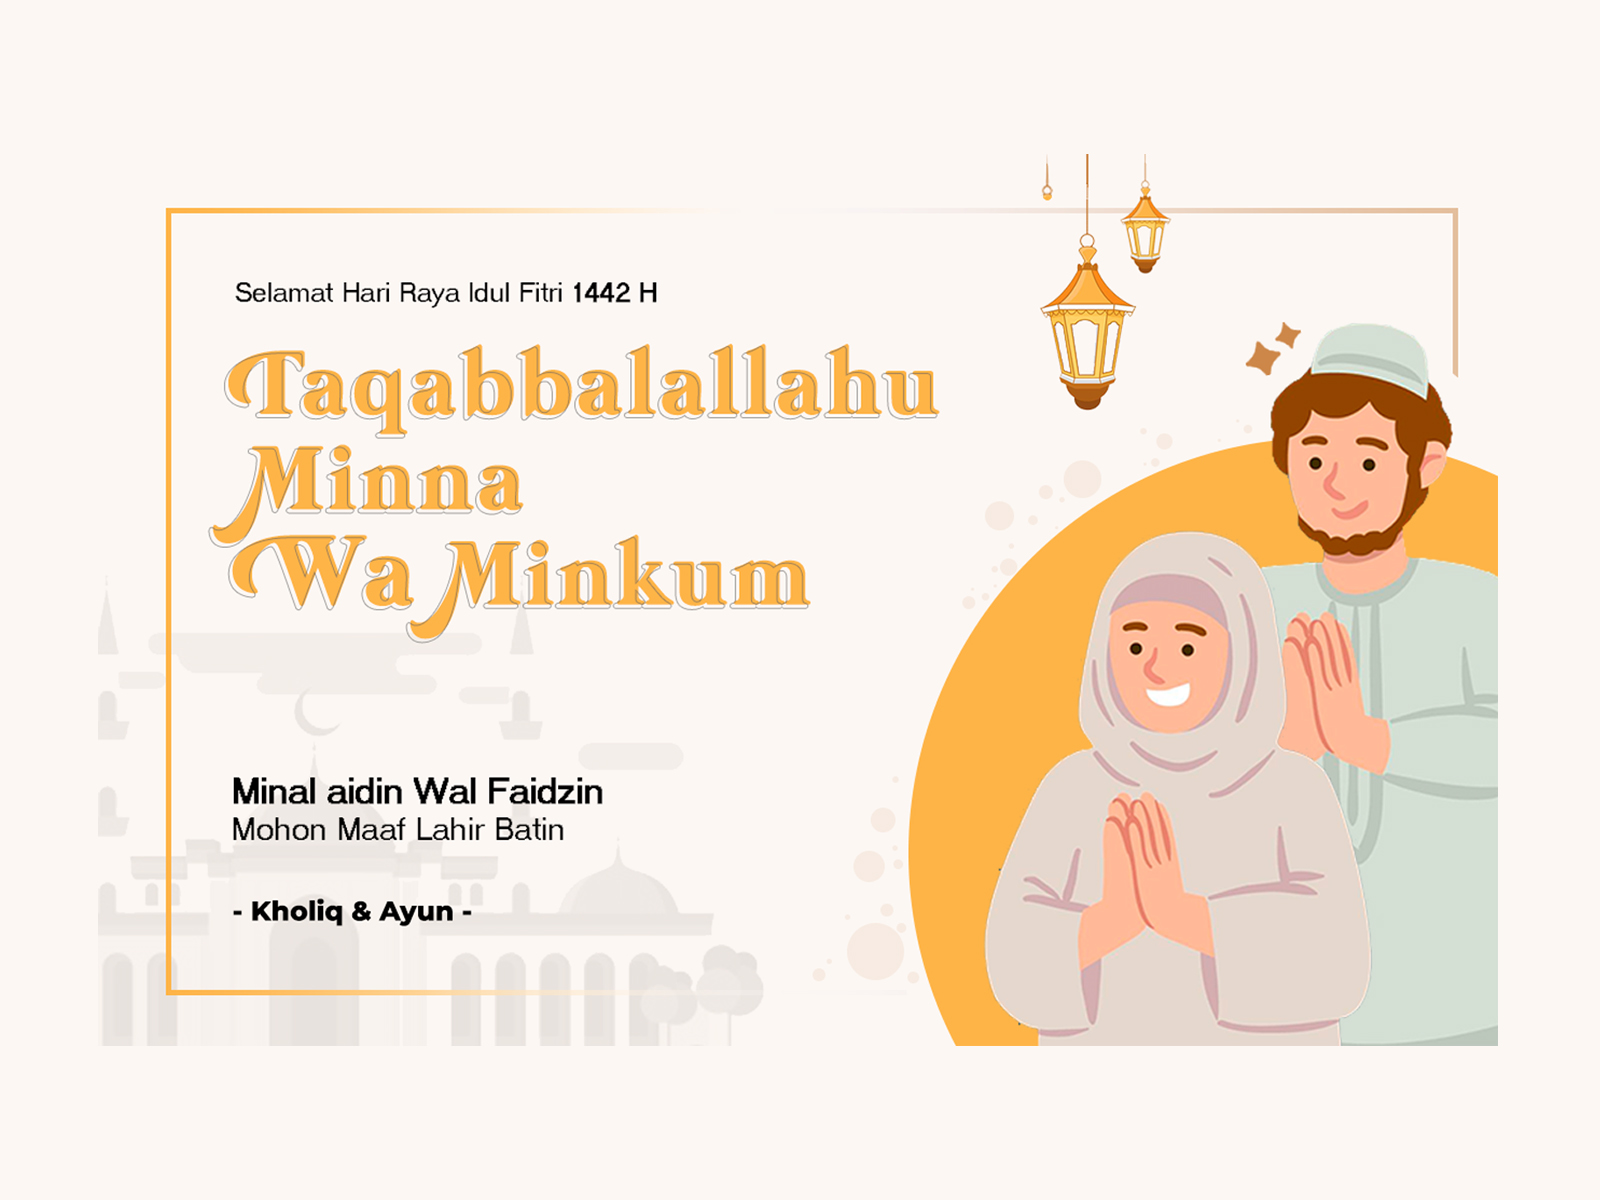 Selamat Hari Raya Idul Fitri 1442 H
Taqabbalallahu
Minna
Wa Minkum
Minal aidin Wal Faidzin
Mohon Maaf Lahir Batin
- Kholiq & Ayun -